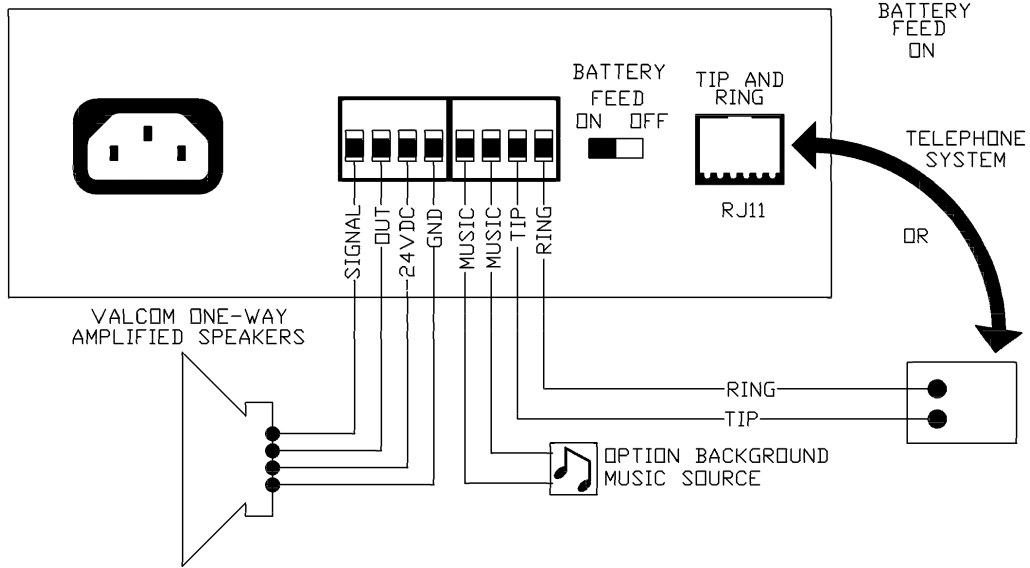 BATTERY
FEED
ON
BATTERY
FEED
ON OFF
TIP AND
RING
RJ11
TELEPHONE
SYSTEM
OR
SIGNAL
OUT
24VDC
GND
MUSIC
MUSIC
TIP
RING
VALCOM ONE-WAY
AMPLIFIED SPEAKERS
RING
TIP
OPTION BACKGROUND
MUSIC SOURCE